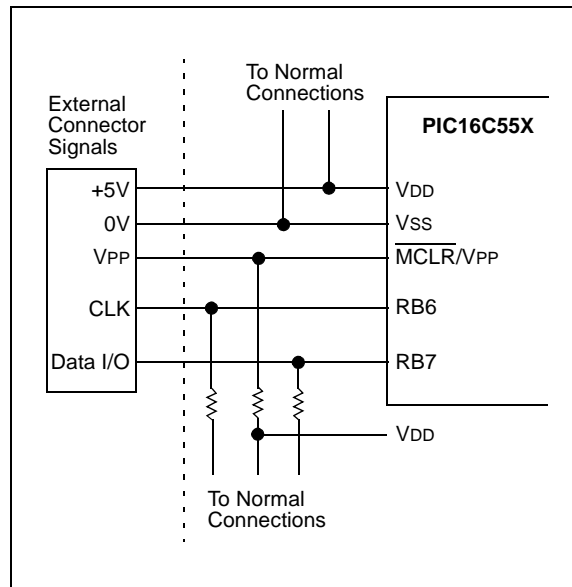 To Normal
Connections
External
Connector
Signals
PIC16C55X
+5V
VDD
0V
VSS
VPP
MCLR/VPP
CLK
RB6
Data I/O
RB7
VDD
To Normal
Connections